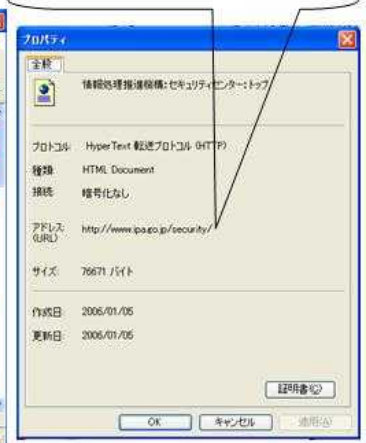 プロパティ
全般
情報処理推進機構:セキュリティセンター:トップ
プロトコル: HyperText 転送プロトコル (HTTP)
種類: HTML Document
接続: 暗号化なし
アドレス: (URL) http://www.ipa.go.jp/security/
サイズ: 76671 バイト
作成日: 2006/01/05
更新日: 2006/01/05
証明書(C)
OK キャンセル 適用(A)